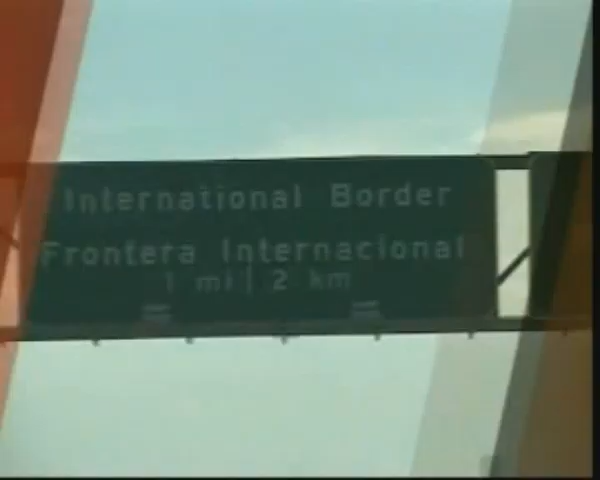 International Border
Frontera Internacional
1 mi | 2 km